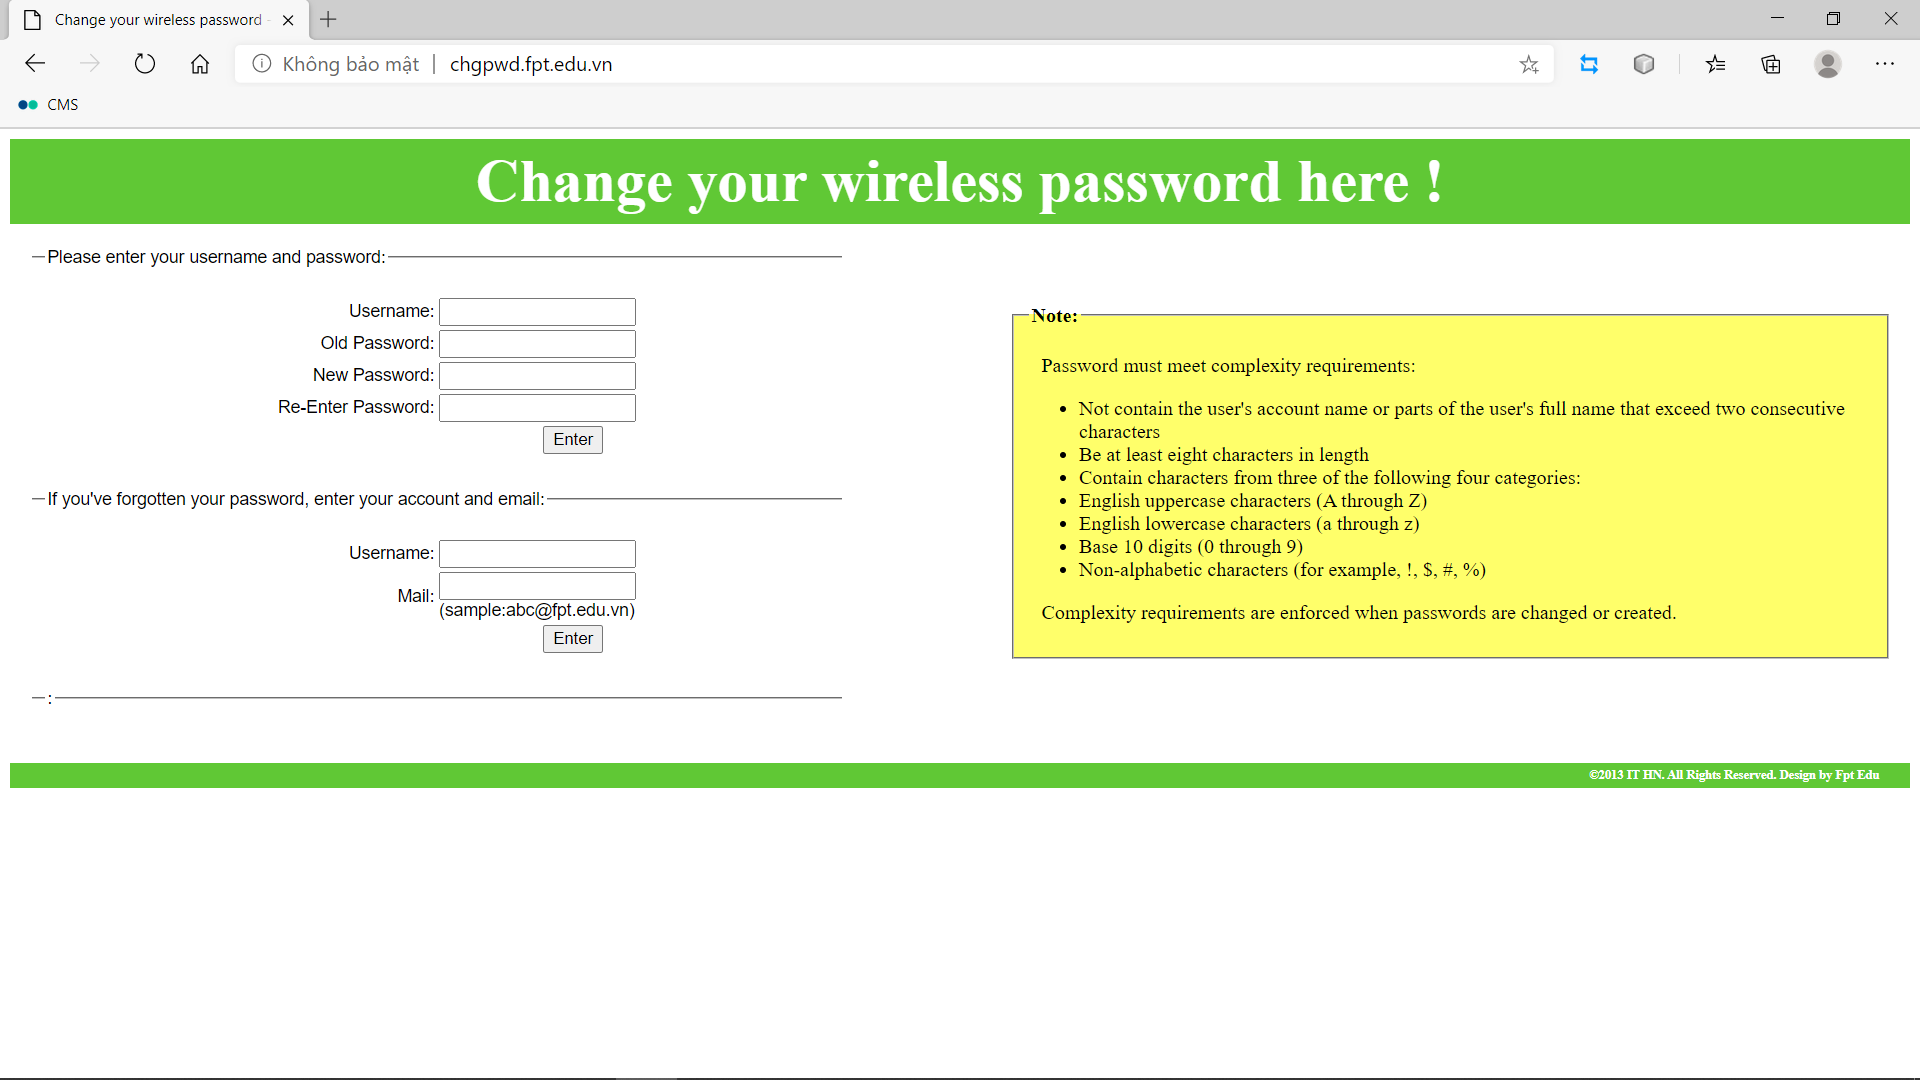 Change your wireless password -
Không bảo mật | chgpwd.fpt.edu.vn
CMS
Change your wireless password here !
Please enter your username and password:
Username:
Old Password:
New Password:
Re-Enter Password:
Enter
If you've forgotten your password, enter your account and email:
Username:
Mail:
(sample:abc@fpt.edu.vn)
Enter
:
Note:
Password must meet complexity requirements:
• Not contain the user's account name or parts of the user's full name that exceed two consecutive
characters
• Be at least eight characters in length
• Contain characters from three of the following four categories:
• English uppercase characters (A through Z)
• English lowercase characters (a through z)
• Base 10 digits (0 through 9)
• Non-alphabetic characters (for example, !, $, #, %)
Complexity requirements are enforced when passwords are changed or created.
©2013 IT HN. All Rights Reserved. Design by Fpt Edu